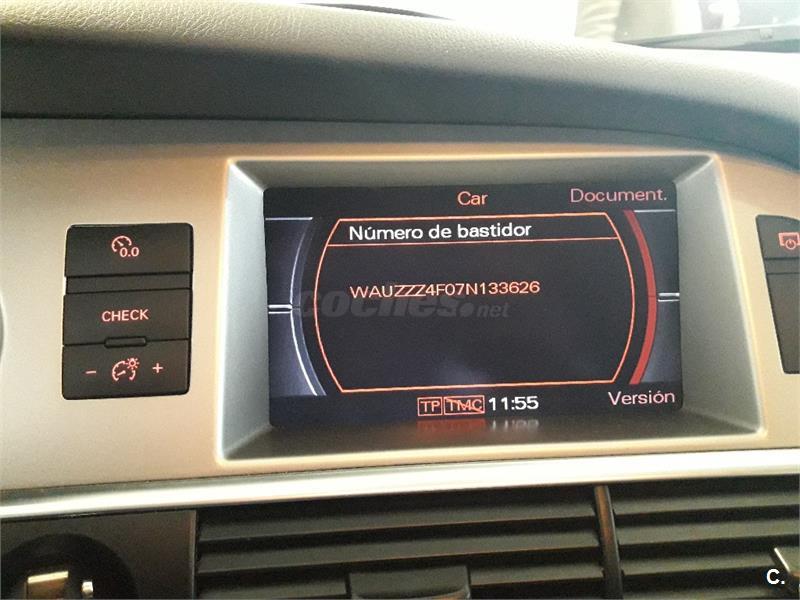 Car
Document.
Número de bastidor
0.0
WAUZZZ4F07N133626
coches.net
CHECK
- +
TP TMC 11:55
Versión
C.